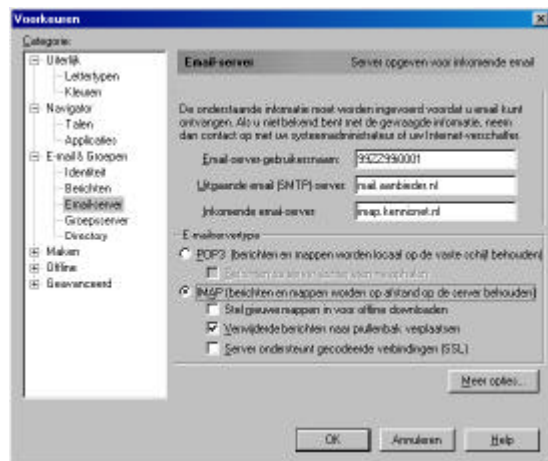 Voorkeuren
Categorie:
Uiterlijk
Lettertypen
Kleuren
Navigator
Talen
Applicaties
E-mail & Groepen
Identiteit
Berichten
Email-server
Groepsserver
Directory
Maken
Offline
Geavanceerd
Email-server
Server opgeven voor inkomende email
De onderstaande informatie moet worden ingevoerd voordat u email kunt
ontvangen. Als u niet bekend bent met de gevraagde informatie, neem
dan contact op met uw systeemadministrateur of uw Internet-verschaffer.
Email-server-gebruikersnaam:
Uitgaande email (SMTP) server:
mail.aanbieder.nl
Inkomende email-server:
imap.kennisnet.nl
E-mailservertypte
POP3 (berichten en mappen worden locaal op de vaste schijf behouden)
IMAP (berichten en mappen worden op afstand op de server behouden)
Stel nieuwe mappen in voor offline downloaden
Verwijderde berichten naar prullenbak verplaatsen
Server ondersteunt gecodeerde verbindingen (SSL)
Meer opties...
OK
Annuleren
Help